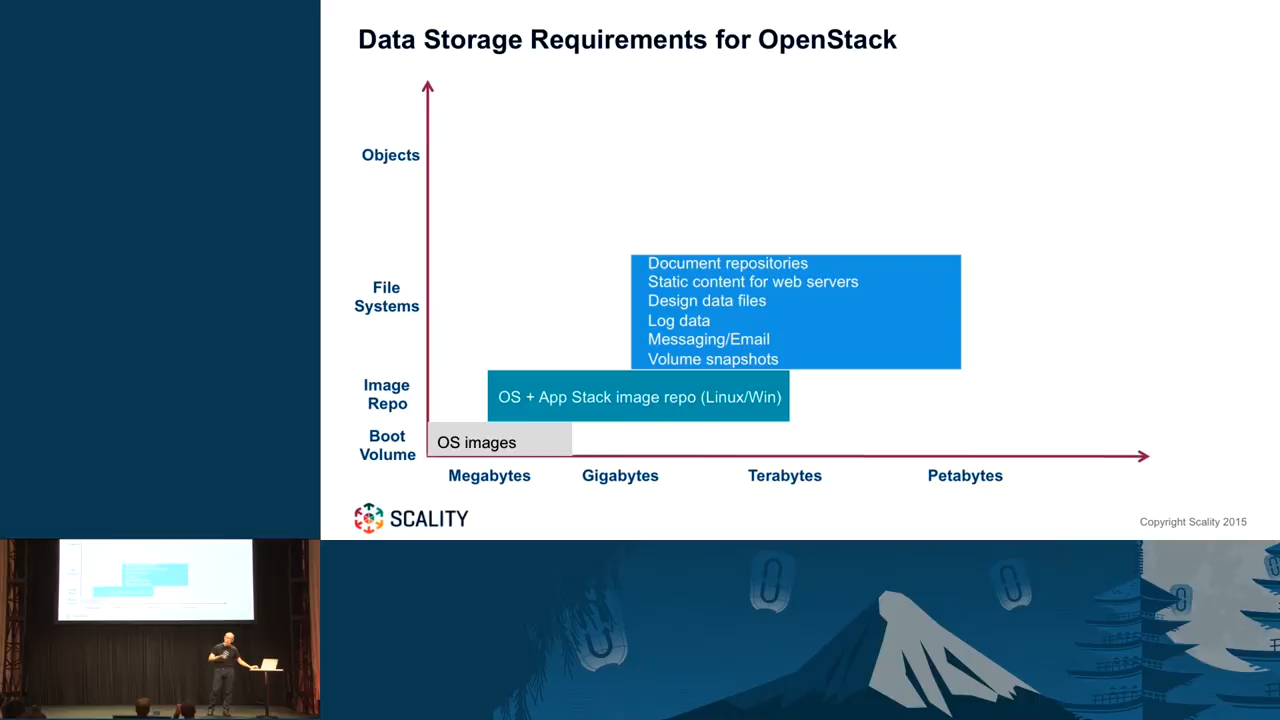 Data Storage Requirements for OpenStack
Objects
File
Systems
Document repositories
Static content for web servers
Design data files
Log data
Messaging/Email
Volume snapshots
Image
Repo
OS + App Stack image repo (Linux/Win)
Boot
Volume
OS images
Megabytes
Gigabytes
Terabytes
Petabytes
SCALITY
Copyright Scality 2015